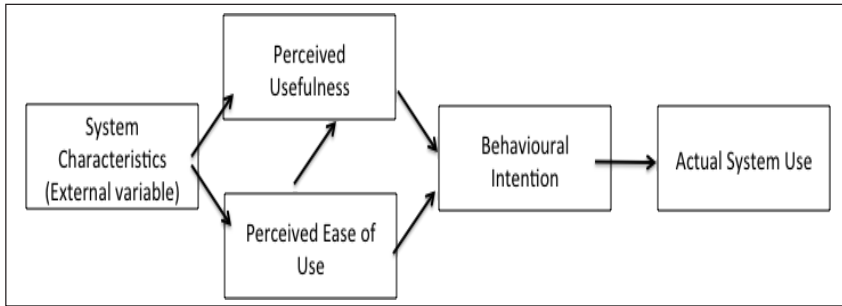 Perceived
Usefulness
System
Characteristics
(External variable)
Perceived Ease of
Use
Behavioural
Intention
Actual System Use